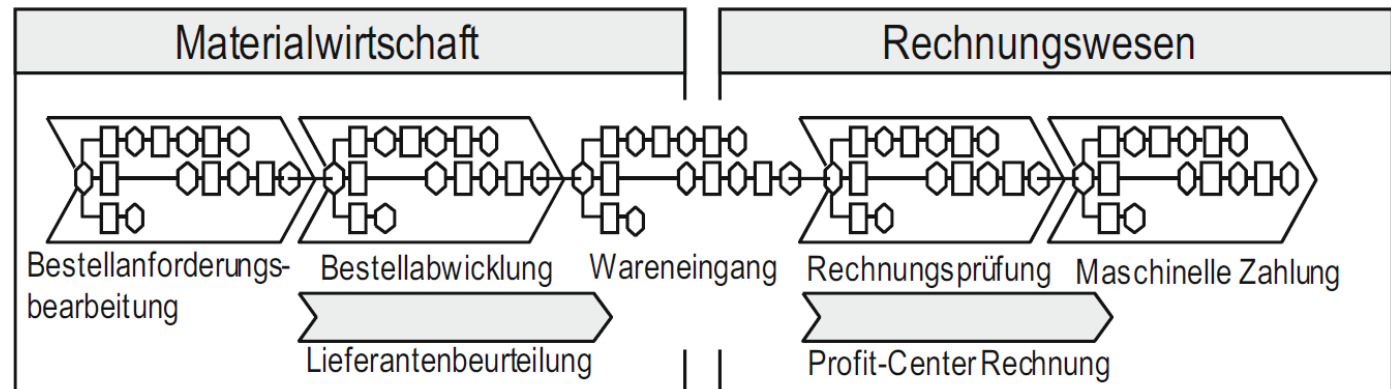 Materialwirtschaft
Rechnungswesen
Bestellanforderungs-
bearbeitung
Bestellabwicklung
Wareneingang
Rechnungsprüfung
Maschinelle Zahlung
Lieferantenbeurteilung
Profit-Center Rechnung